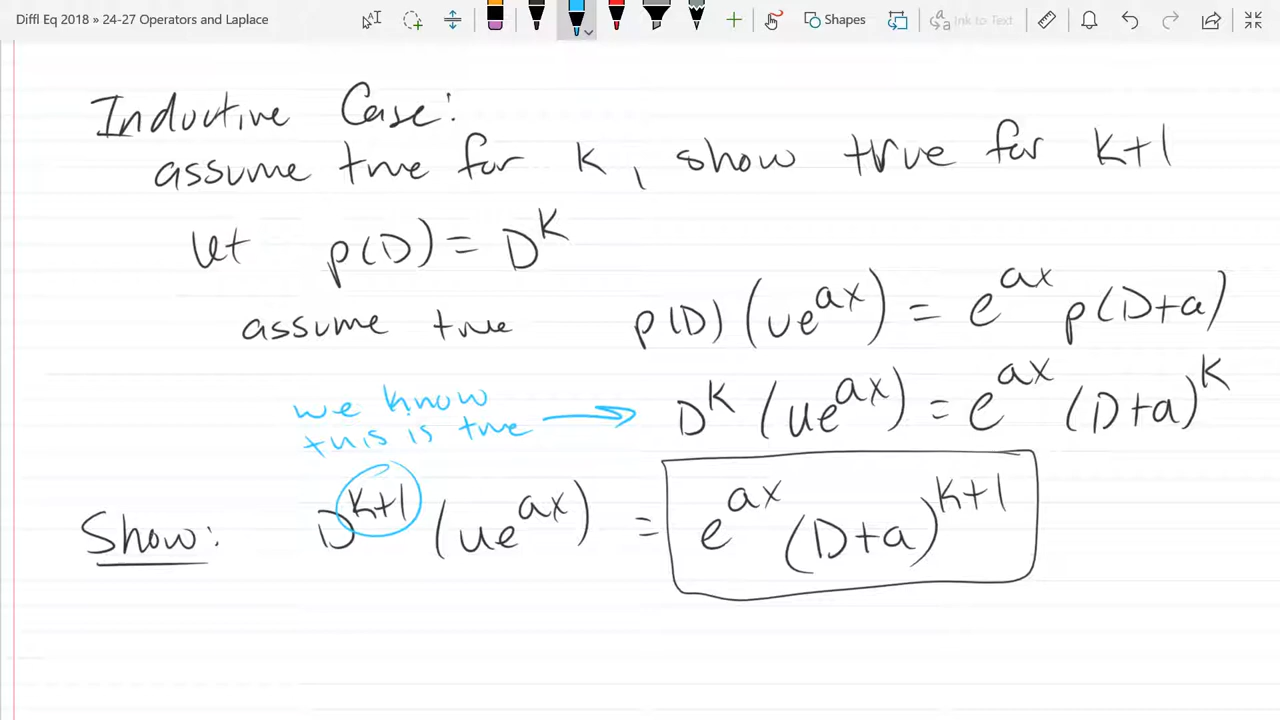 Diffl Eq 2018 » 24-27 Operators and Laplace
Shapes
Ink to Text
Inductive Case:
assume true for k, show true for k+1
let p(D) = D^k
assume true p(D)(ue^{ax}) = e^{ax} p(D+a)
we know this is true → D^k (ue^{ax}) = e^{ax} (D+a)^k
Show: D^{k+1} (ue^{ax}) = e^{ax} (D+a)^{k+1}